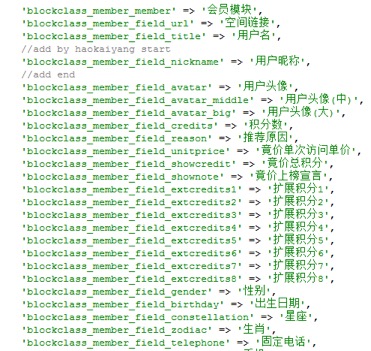 'blockclass_member_member' => '会员模块',
'blockclass_member_field_url' => '空间链接',
'blockclass_member_field_title' => '用户名',
//add by haokaiyang start
'blockclass_member_field_nickname' => '用户昵称',
//add end
'blockclass_member_field_avatar' => '用户头像',
'blockclass_member_field_avatar_middle' => '用户头像(中)',
'blockclass_member_field_avatar_big' => '用户头像(大)',
'blockclass_member_field_credits' => '积分数',
'blockclass_member_field_reason' => '推荐原因',
'blockclass_member_field_unitprice' => '竟价单次访问单价',
'blockclass_member_field_showcredit' => '竟价总积分',
'blockclass_member_field_shownote' => '竟价上榜宣言',
'blockclass_member_field_extcredits1' => '扩展积分1',
'blockclass_member_field_extcredits2' => '扩展积分2',
'blockclass_member_field_extcredits3' => '扩展积分3',
'blockclass_member_field_extcredits4' => '扩展积分4',
'blockclass_member_field_extcredits5' => '扩展积分5',
'blockclass_member_field_extcredits6' => '扩展积分6',
'blockclass_member_field_extcredits7' => '扩展积分7',
'blockclass_member_field_extcredits8' => '扩展积分8',
'blockclass_member_field_gender' => '性别',
'blockclass_member_field_birthday' => '出生日期',
'blockclass_member_field_constellation' => '星座',
'blockclass_member_field_zodiac' => '生肖',
'blockclass_member_field_telephone' => '固定电话',